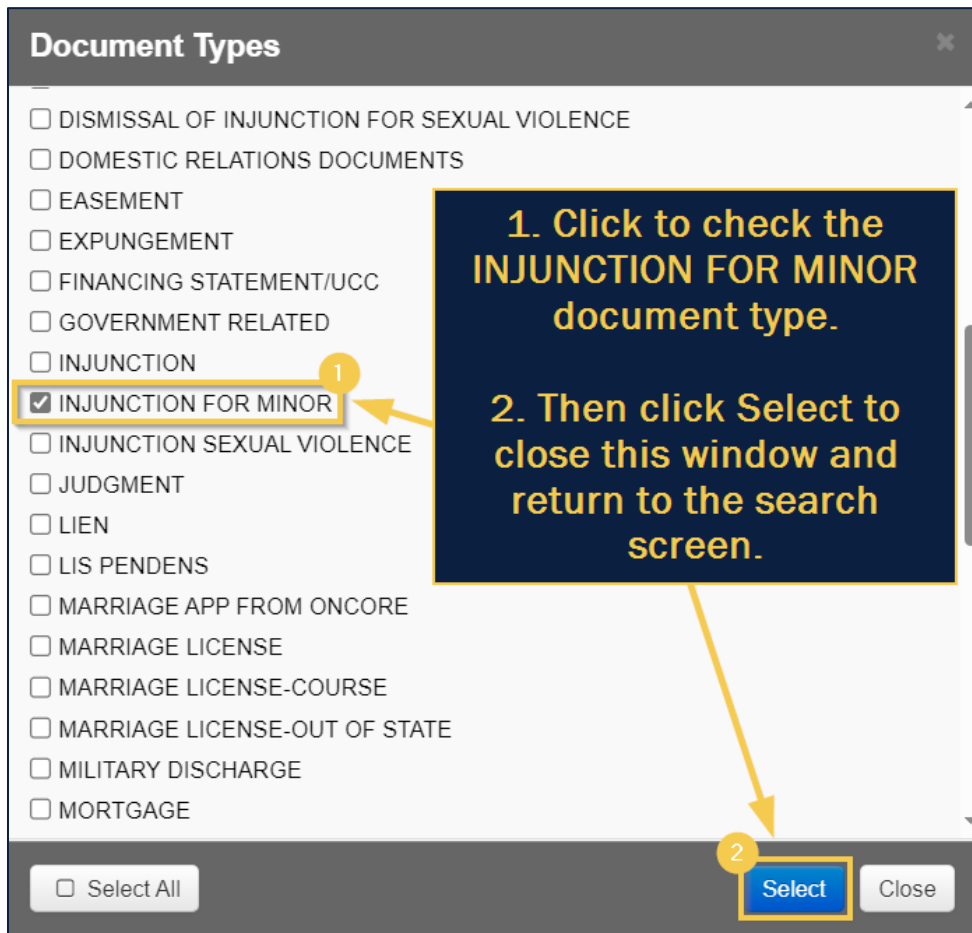 Document Types
DISMISSAL OF INJUNCTION FOR SEXUAL VIOLENCE
DOMESTIC RELATIONS DOCUMENTS
EASEMENT
EXPUNGEMENT
FINANCING STATEMENT/UCC
GOVERNMENT RELATED
INJUNCTION
1
INJUNCTION FOR MINOR
INJUNCTION SEXUAL VIOLENCE
JUDGMENT
LIEN
LIS PENDENS
MARRIAGE APP FROM ONCORE
MARRIAGE LICENSE
MARRIAGE LICENSE-COURSE
MARRIAGE LICENSE-OUT OF STATE
MILITARY DISCHARGE
MORTGAGE
1. Click to check the
INJUNCTION FOR MINOR
document type.
2. Then click Select to
close this window and
return to the search
screen.
2
Select All
Select
Close